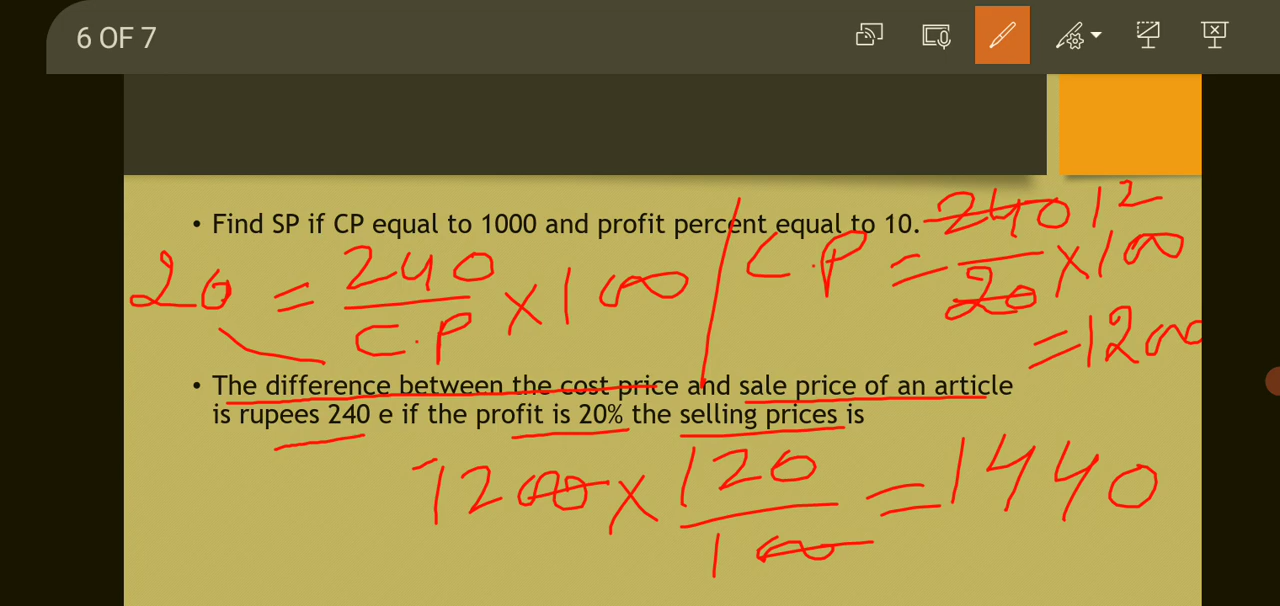 6 OF 7
• Find SP if CP equal to 1000 and profit percent equal to 10.
20 = 240/C.P × 100 | C.P = 240/20 12 × 100
= 1200
• The difference between the cost price and sale price of an article
is rupees 240 e if the profit is 20% the selling prices is
1200 × 120/100 = 1440